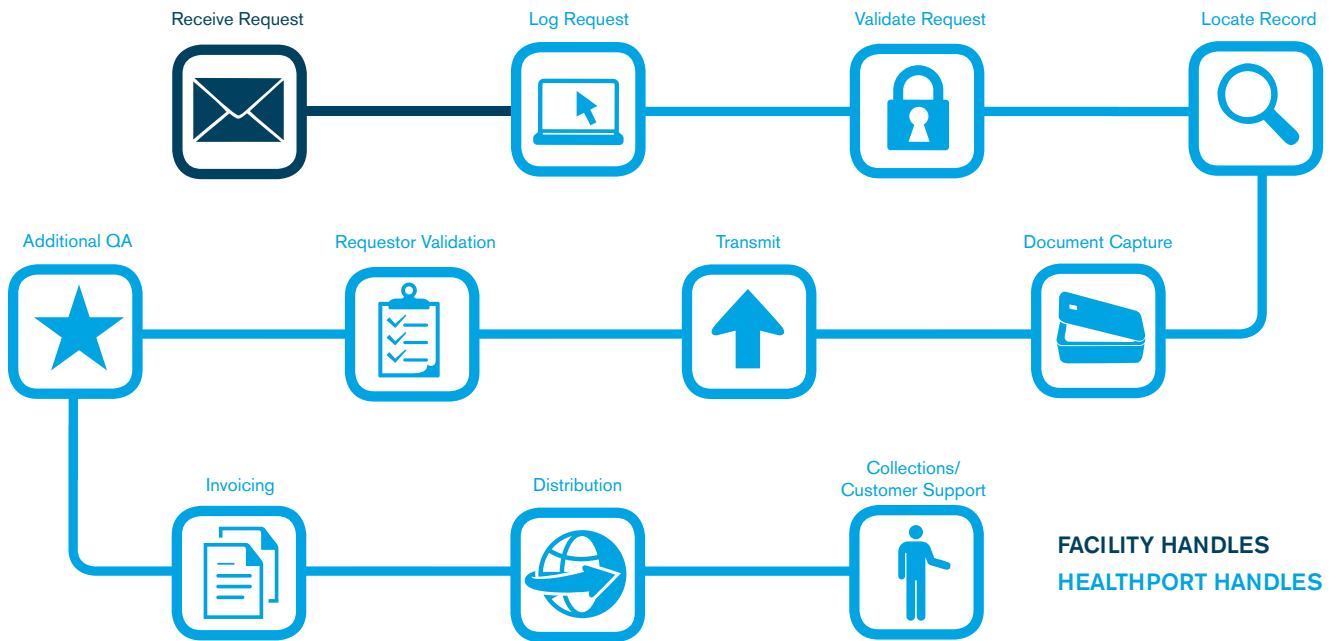 Receive Request
Log Request
Validate Request
Locate Record
Additional QA
Requestor Validation
Transmit
Document Capture
Invoicing
Distribution
Collections/
Customer Support
FACILITY HANDLES
HEALTHPORT HANDLES